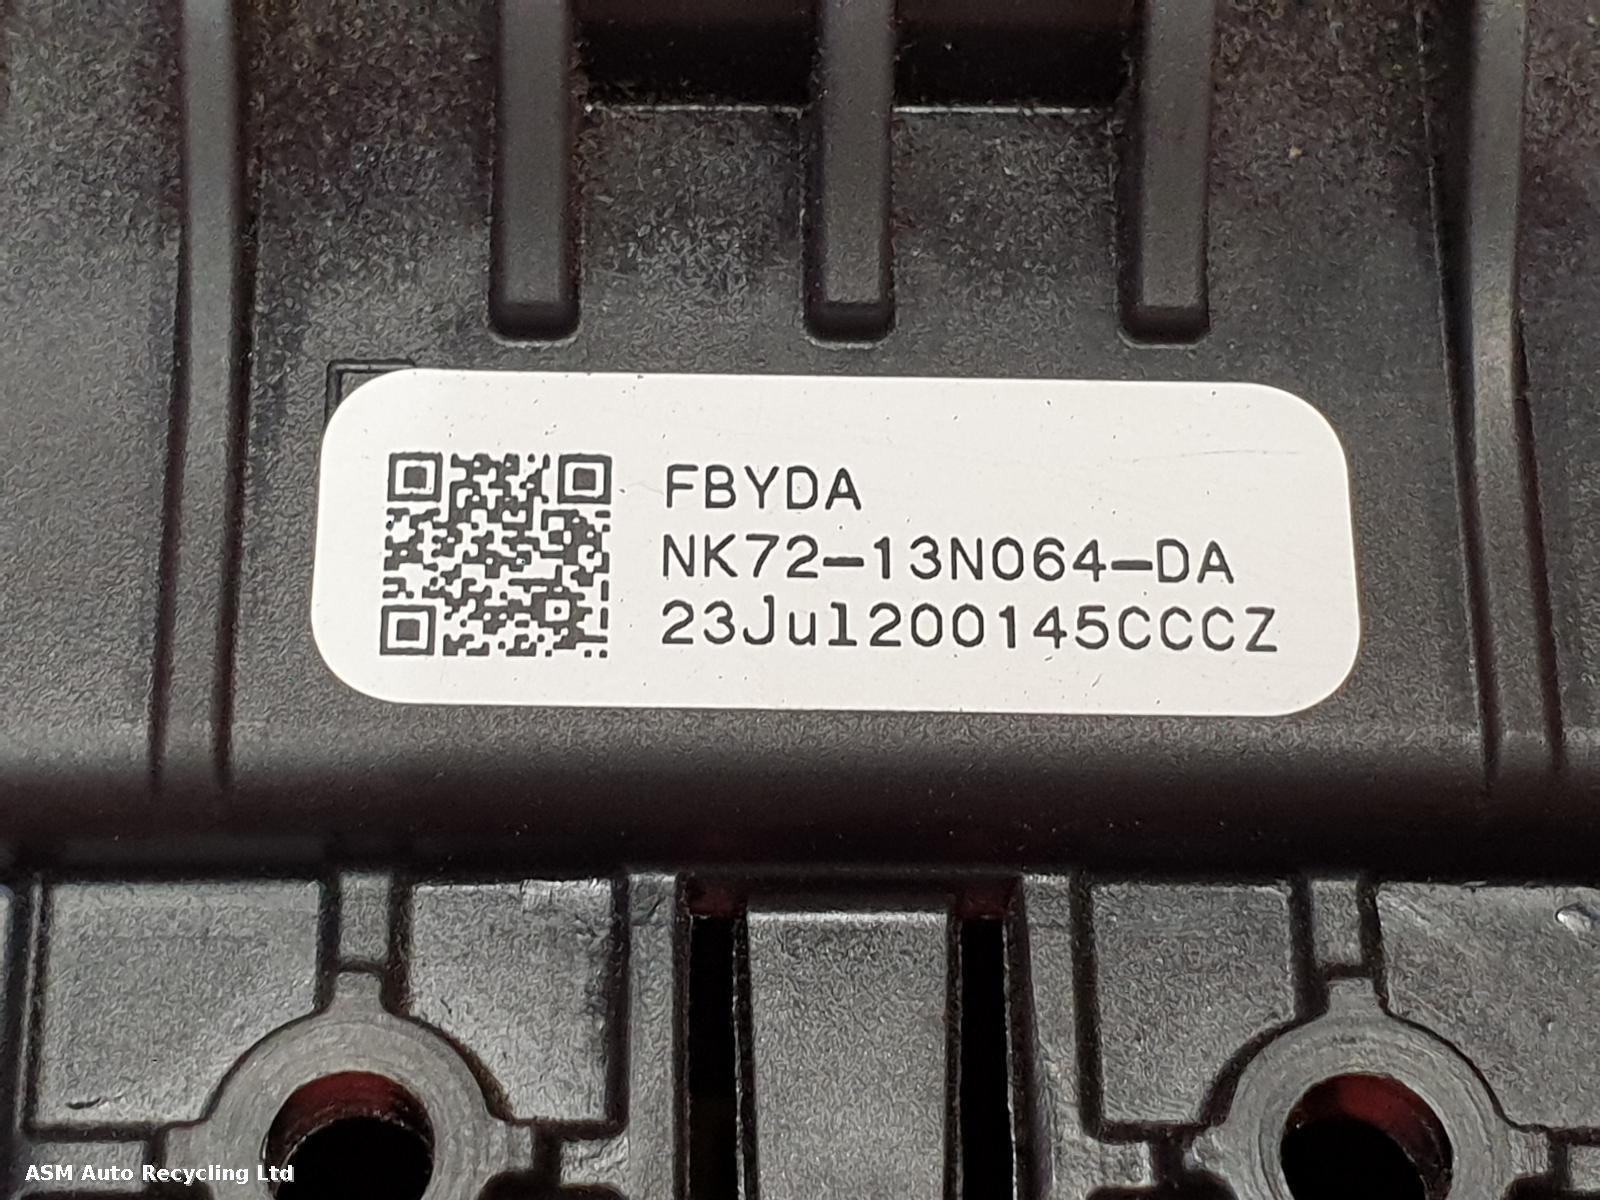 FBYDA
NK72-13N064-DA
23Jul200145CCCZ
ASM Auto Recycling Ltd